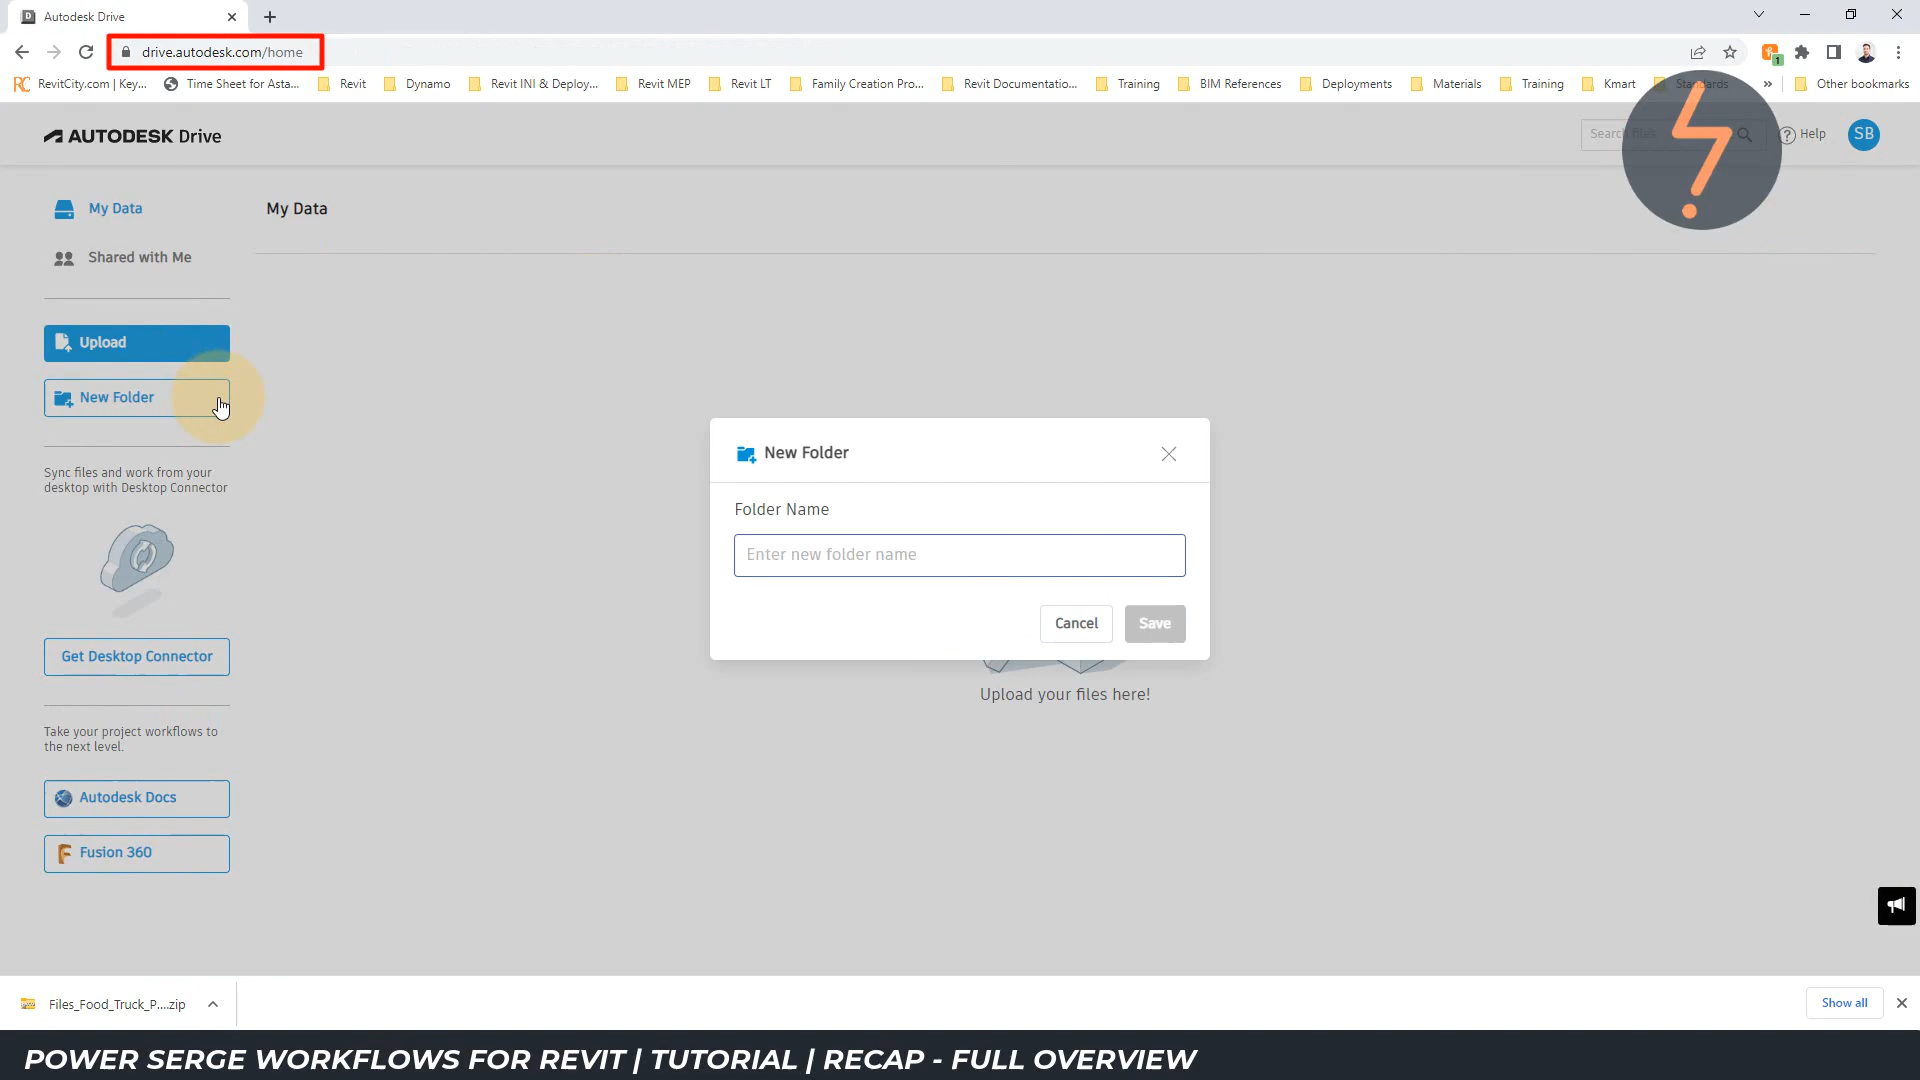 Autodesk Drive
drive.autodesk.com/home
1
RevitCity.com | Key...
Time Sheet for Asta...
Revit
Dynamo
Revit INI & Deploy...
Revit MEP
Revit LT
Family Creation Pro...
Revit Documentatio...
Training
BIM References
Deployments
Materials
Training
Kmart
Standards
»
Other bookmarks
AUTODESK Drive
Search files
Help
SB
My Data
My Data
Shared with Me
Upload
New Folder
Sync files and work from your
desktop with Desktop Connector
Get Desktop Connector
Take your project workflows to
the next level.
Autodesk Docs
Fusion 360
New Folder
Folder Name
Enter new folder name
Cancel
Save
Upload your files here!
Files_Food_Truck_P....zip
Show all
POWER SERGE WORKFLOWS FOR REVIT | TUTORIAL | RECAP - FULL OVERVIEW